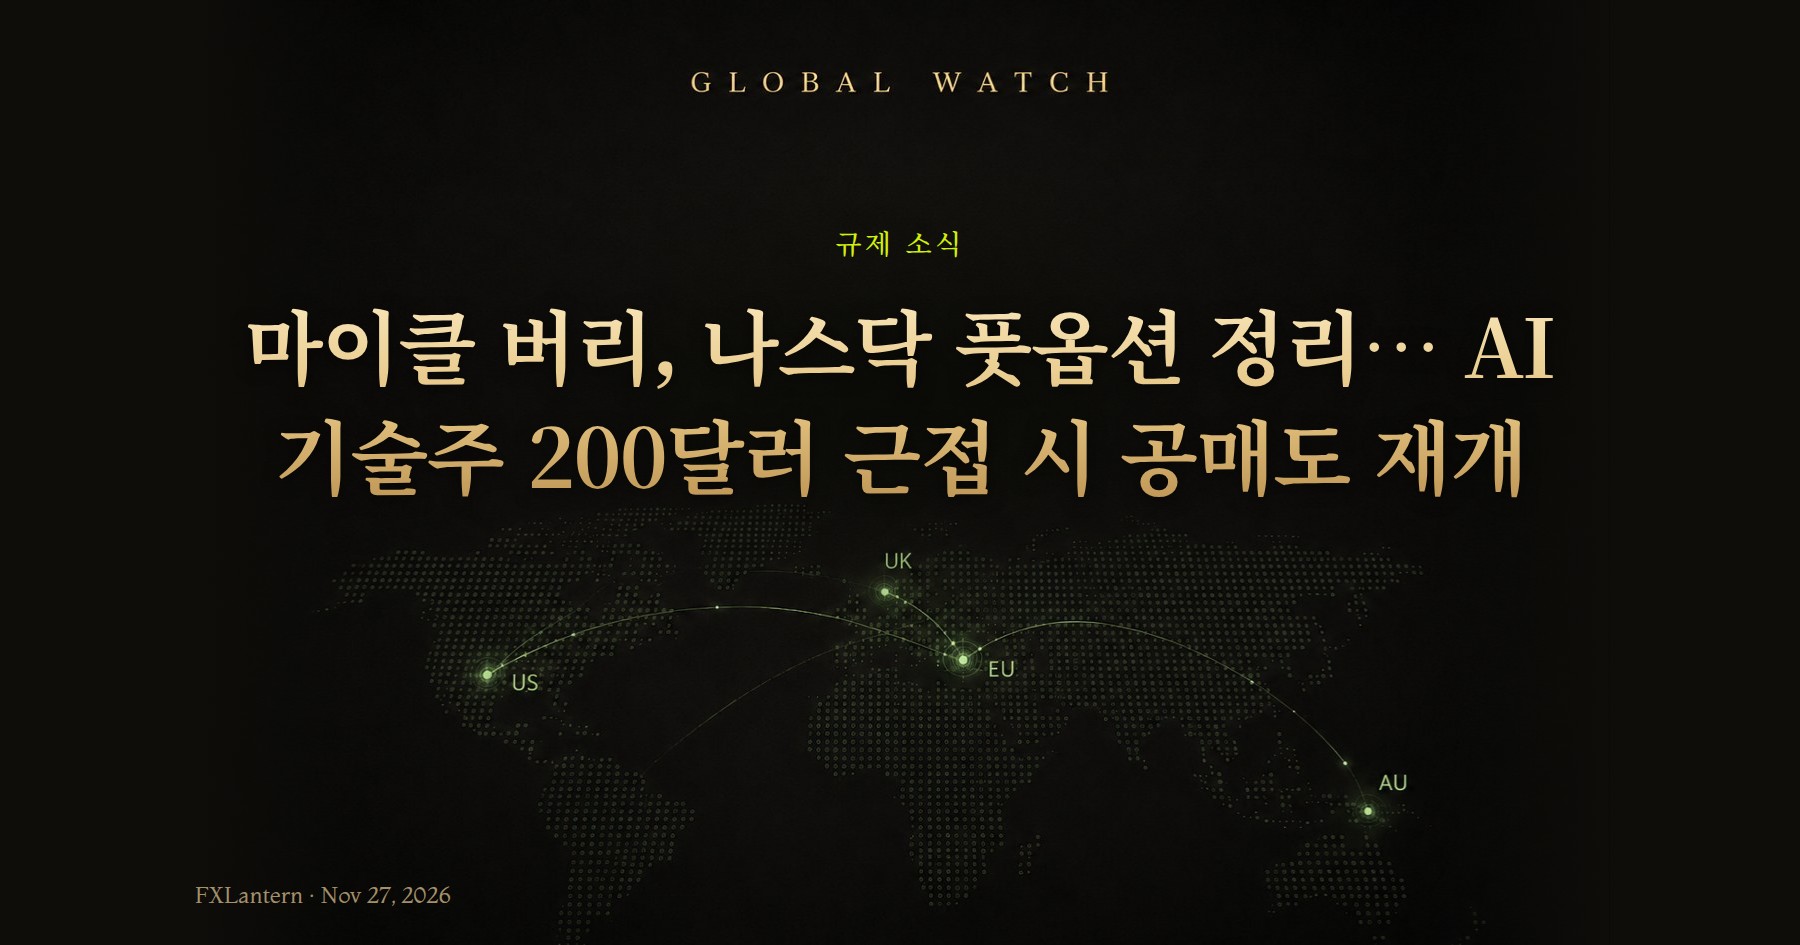 GLOBAL WATCH
규제 소식
마이클 버리, 나스닥 풋옵션 정리… AI
기술주 200달러 근접 시 공매도 재개
UK
EU
US
AU
FXLantern · Nov 27, 2026